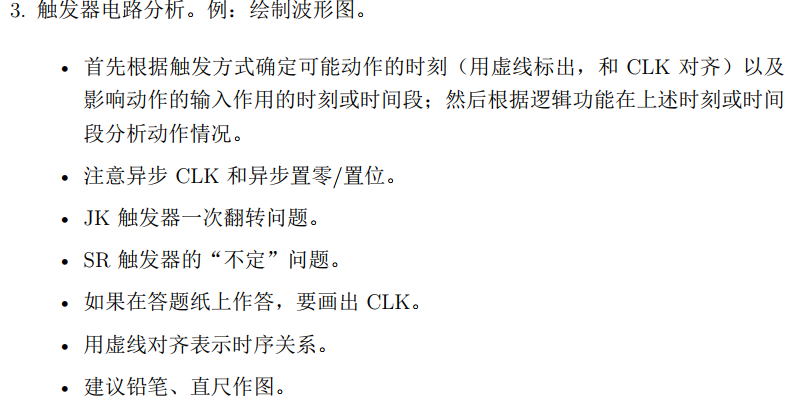 3. 触发器电路分析。例：绘制波形图。
• 首先根据触发方式确定可能动作的时刻（用虚线标出，和 CLK 对齐）以及
影响动作的输入作用的时刻或时间段；然后根据逻辑功能在上述时刻或时间
段分析动作情况。
• 注意异步 CLK 和异步置零/置位。
• JK 触发器一次翻转问题。
• SR 触发器的“不定”问题。
• 如果在答题纸上作答，要画出 CLK。
• 用虚线对齐表示时序关系。
• 建议铅笔、直尺作图。